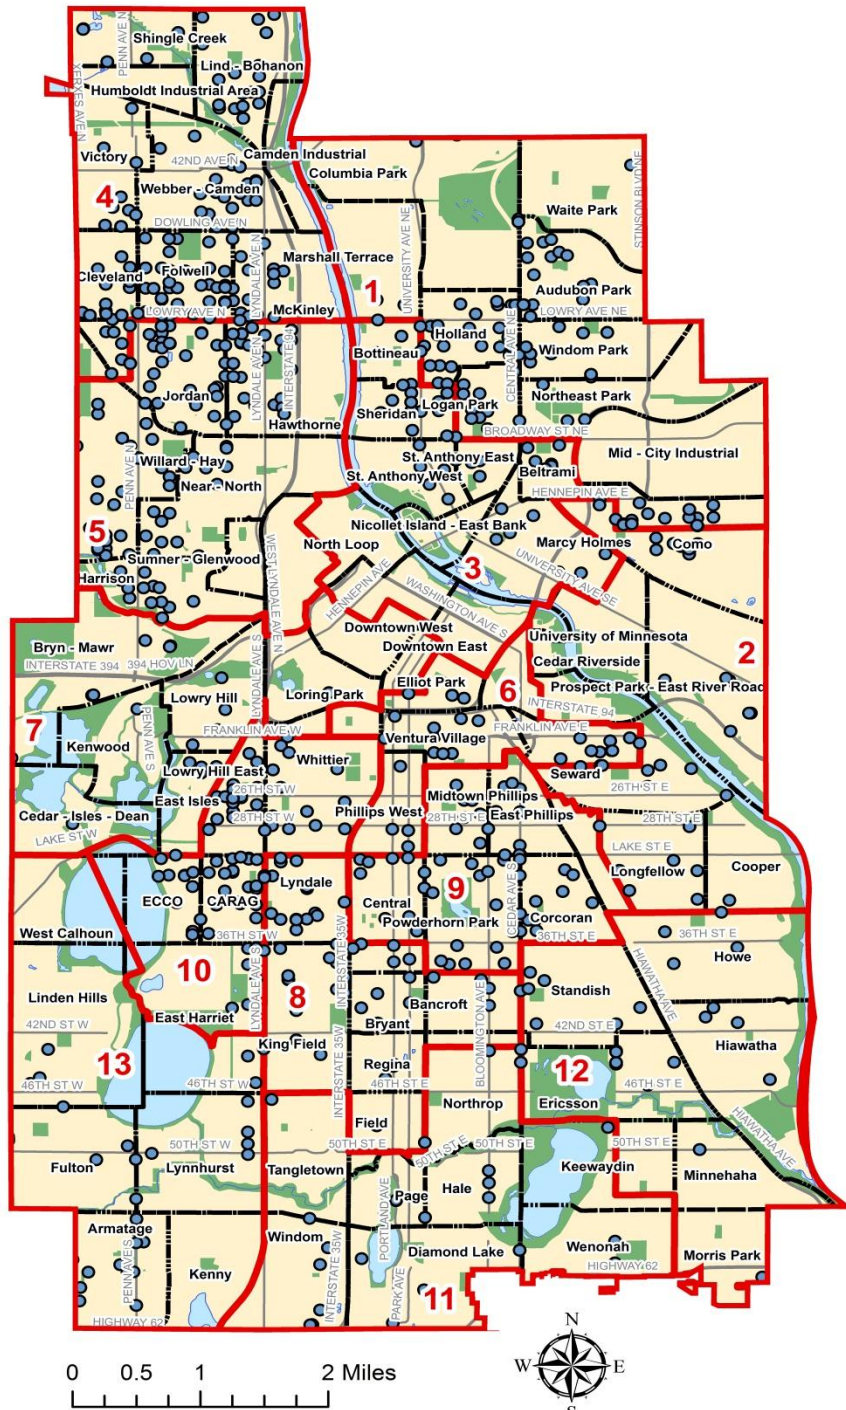 PENN AVE N
Shingle Creek
Lind - Bohanon
XERXES AVE N
Humboldt Industrial Area
Victory
42ND AVE N
Camden Industrial
Columbia Park
STINSON BLVD NE
4
Webber - Camden
DOWLING AVE N
Waite Park
LYNDALE AVE N
Marshall Terrace
UNIVERSITY AVE NE
Cleveland
Folwell
1
Audubon Park
LOWRY AVE N
McKinley
LOWRY AVE NE
Holland
CENTRAL AVE NE
Bottineau
Windom Park
LYNDALE AVE N
INTERSTATE 94
Jordan
Sheridan
Logan Park
Northeast Park
Hawthorne
BROADWAY ST NE
PENN AVE N
Willard - Hay
St. Anthony East
Mid - City Industrial
Near - North
St. Anthony West
Beltrami
HENNEPIN AVE E
5
Nicollet Island - East Bank
North Loop
Marcy Holmes
Como
Sumner - Glenwood
WEST LYNDALE AVE N
3
UNIVERSITY AVE SE
Harrison
HENNEPIN AVE
WASHINGTON AVE S
Downtown West
University of Minnesota
Bryn - Mawr
Downtown East
2
INTERSTATE 394
394 HOV LN
LYNDALE AVE S
Cedar Riverside
Elliot Park
6
Prospect Park - East River Road
Lowry Hill
Loring Park
INTERSTATE 94
7
PENN AVE S
FRANKLIN AVE W
FRANKLIN AVE E
Kenwood
Ventura Village
Lowry Hill East
Whittier
Seward
26TH ST W
26TH ST E
East Isles
Midtown Phillips
Cedar - Isles - Dean
28TH ST W
Phillips West
28TH ST E
East Phillips
28TH ST E
LAKE ST W
LAKE ST E
Longfellow
Cooper
Lyndale
ECCO
CARAG
9
Central
CEDAR AVE S
Powderhorn Park
Corcoran
West Calhoun
36TH ST W
36TH ST E
36TH ST E
Howe
10
INTERSTATE 35W
HIAWATHA AVE
Linden Hills
8
Standish
LYNDALE AVE S
Bancroft
BLOOMINGTON AVE
East Harriet
42ND ST W
Bryant
42ND ST E
Hiawatha
King Field
13
Regina
12
46TH ST W
46TH ST W
46TH ST E
46TH ST E
INTERSTATE 35W
Northrop
Ericsson
HIAWATHA AVE
Field
50TH ST W
50TH ST E
50TH ST E
50TH ST E
50TH ST E
Fulton
Lynnhurst
Tangletown
Keewaydin
Minnehaha
Page
Hale
Armatage
PORTLAND AVE
Windom
PENN AVE S
INTERSTATE 35W
Diamond Lake
Wenonah
Morris Park
HIGHWAY 62
Kenny
PARK AVE
11
HIGHWAY 62
N
W
E
S
0 0.5 1 2 Miles